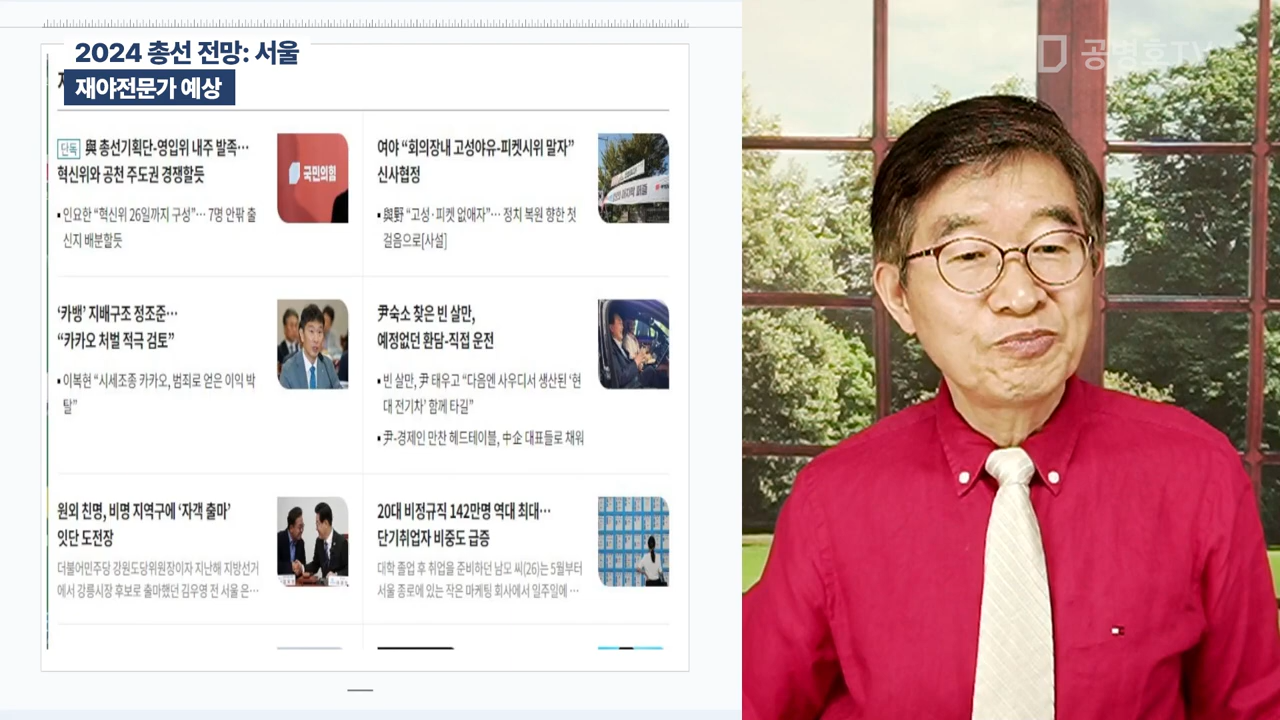 2024 총선 전망: 서울
재야전문가 예상
공병호TV
단독 與 총선기획단-영입위 내주 발족…
혁신위와 공천 주도권 경쟁할듯
▪ 인요한 “혁신위 26일까지 구성”… 7명 안팎 출
신지 배분할듯
국민의힘
여야 “회의장내 고성야유-피켓시위 말자”
신사협정
▪ 與野 “고성·피켓 없애자”… 정치 복원 향한 첫
걸음으로[사설]
‘카뱅’ 지배구조 정조준…
“카카오 처벌 적극 검토”
▪ 이복현 “시세조종 카카오, 범죄로 얻은 이익 박
탈”
尹숙소 찾은 빈 살만,
예정없던 환담-직접 운전
▪ 빈 살만, 尹 태우고 “다음엔 사우디서 생산된 ‘현
대 전기차’ 함께 타길”
▪ 尹-경제인 만찬 헤드테이블, 中企 대표들로 채워
원외 친명, 비명 지역구에 ‘자객 출마’
잇단 도전장
더불어민주당 강원도당위원장이자 지난해 지방선거
에서 강릉시장 후보로 출마했던 김우영 전 서울 은…
20대 비정규직 142만명 역대 최대…
단기취업자 비중도 급증
대학 졸업 후 취업을 준비하던 남모 씨(26)는 5월부터
서울 종로에 있는 작은 마케팅 회사에서 일주일에 …